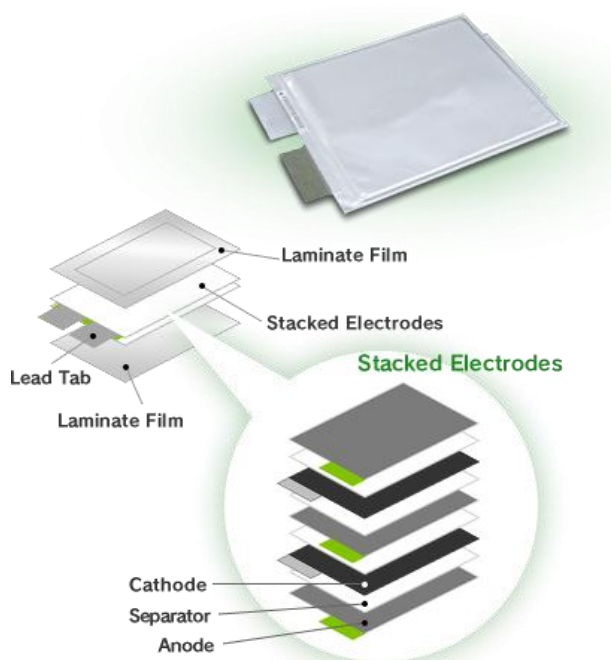 Laminate Film
Stacked Electrodes
Lead Tab
Laminate Film
Stacked Electrodes
Cathode
Separator
Anode